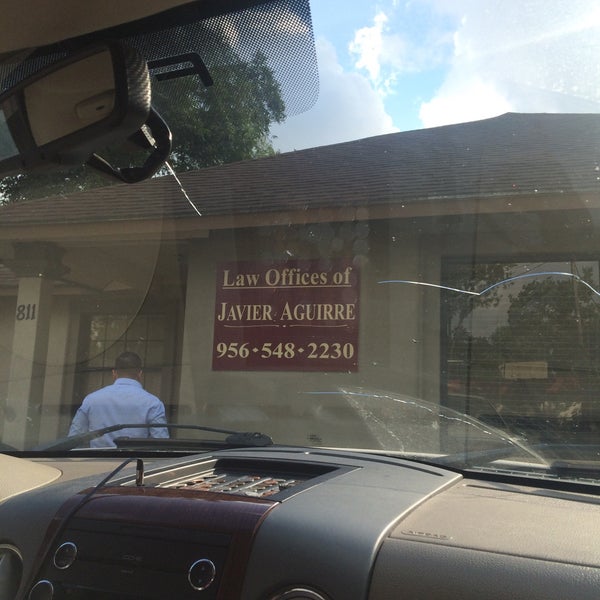 811
Law Offices of
Javier Aguirre
956 • 548 • 2230